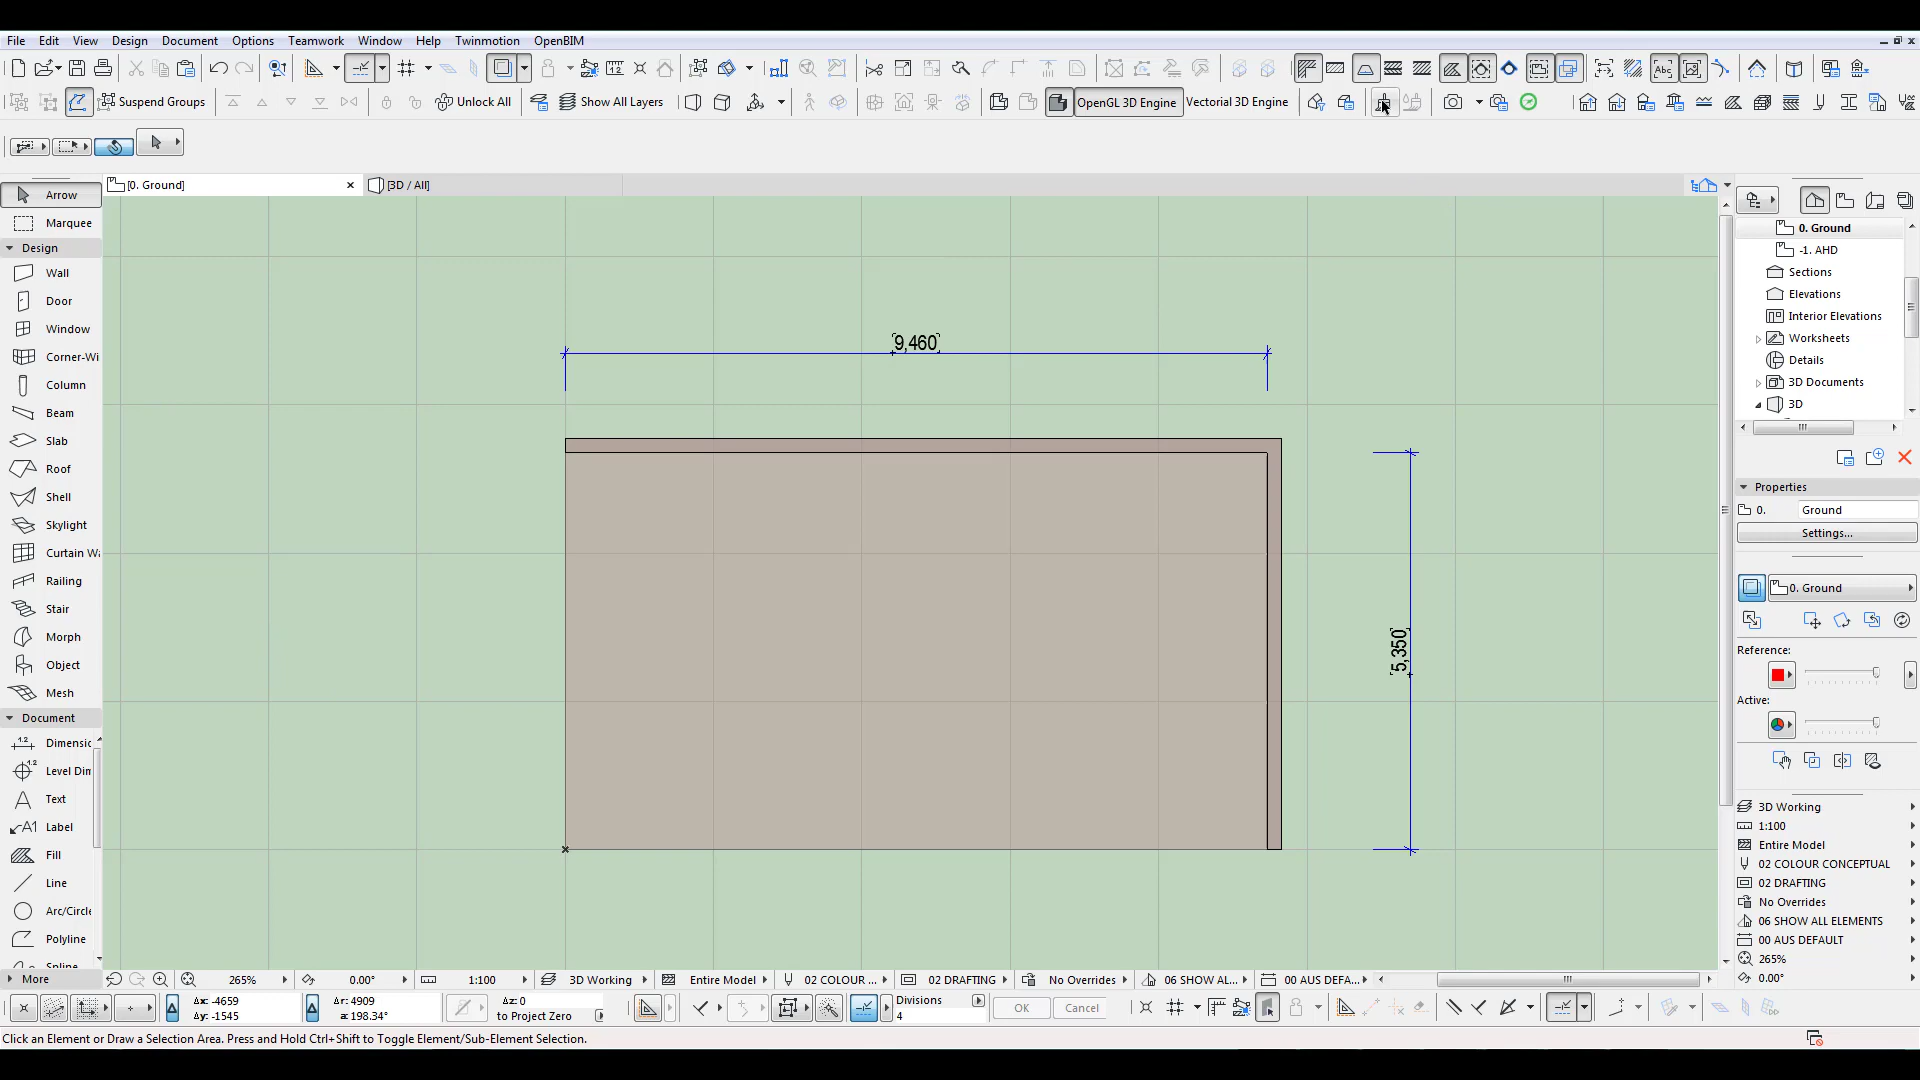 File Edit View Design Document Options Teamwork Window Help Twinmotion OpenBIM
Suspend Groups Unlock All Show All Layers OpenGL 3D Engine Vectorial 3D Engine
[0. Ground] [3D / All]
Arrow
Marquee
Design
Wall
Door
Window
Corner-Wi
Column
Beam
Slab
Roof
Shell
Skylight
Curtain Wa
Railing
Stair
Morph
Object
Mesh
Document
Dimensic
Level Din
Text
Label
Fill
Line
Arc/Circle
Polyline
Spline
More
9,460
5,350
0. Ground
-1. AHD
Sections
Elevations
Interior Elevations
Worksheets
Details
3D Documents
3D
Properties
0. Ground
Settings...
0. Ground
Reference:
Active:
3D Working
1:100
Entire Model
02 COLOUR CONCEPTUAL
02 DRAFTING
No Overrides
06 SHOW ALL ELEMENTS
00 AUS DEFAULT
265%
0.00°
265% 0.00° 1:100 3D Working Entire Model 02 COLOUR ... 02 DRAFTING No Overrides 06 SHOW AL... 00 AUS DEFA...
Δx: -4659 Δr: 4909 Δz: 0 Divisions
Δy: -1545 a: 198.34° to Project Zero 4 OK Cancel
Click an Element or Draw a Selection Area. Press and Hold Ctrl+Shift to Toggle Element/Sub-Element Selection.